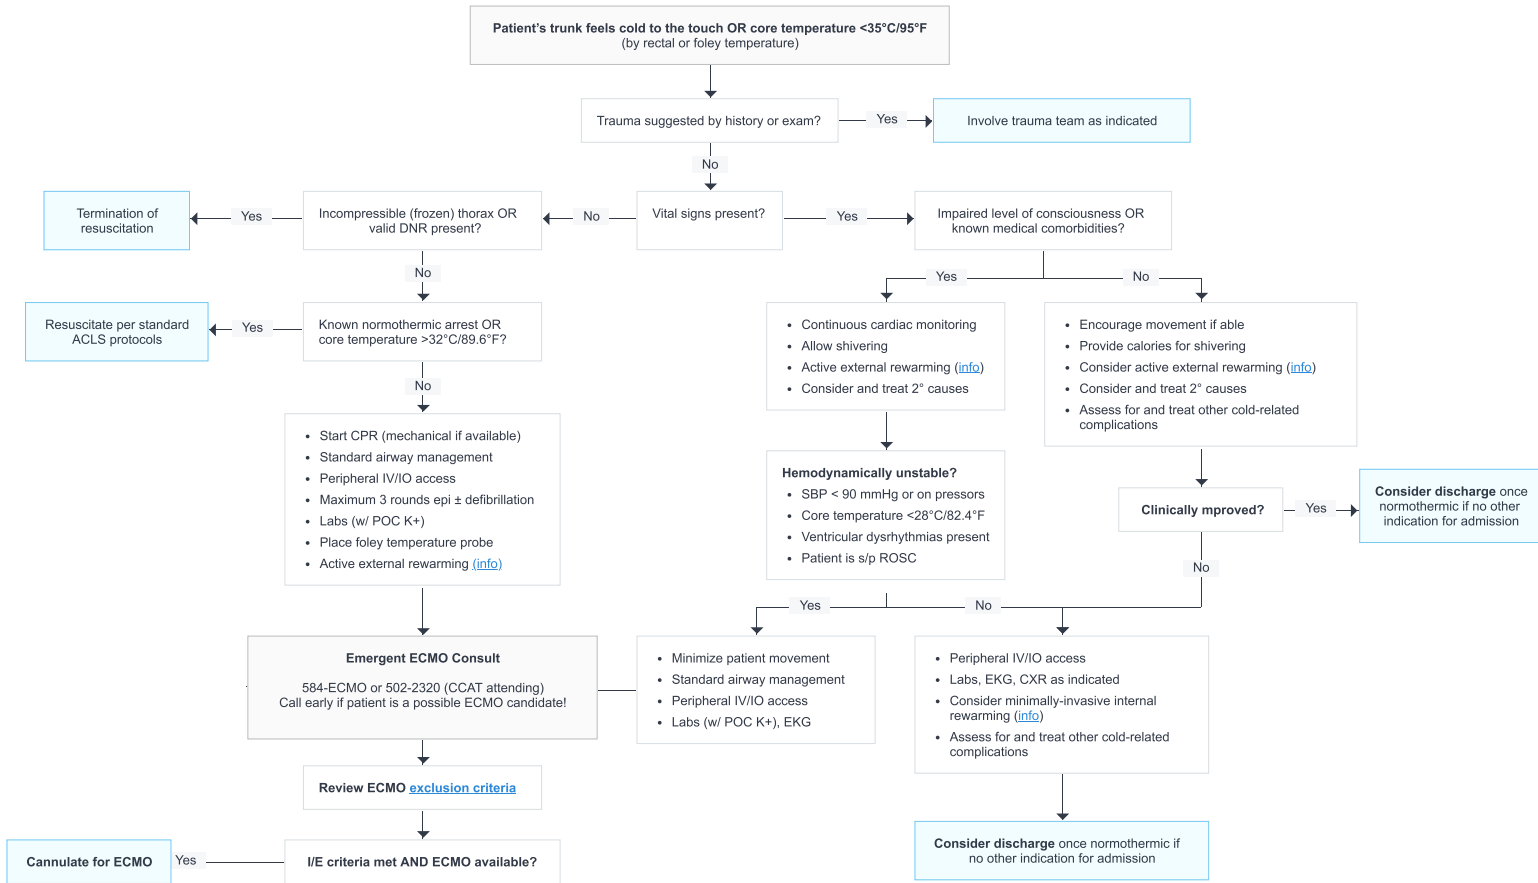 Patient's trunk feels cold to the touch OR core temperature <35°C/95°F
(by rectal or foley temperature)
Trauma suggested by history or exam?
Yes
Involve trauma team as indicated
No
Termination of
resuscitation
Yes
Incompressible (frozen) thorax OR
valid DNR present?
No
Vital signs present?
Yes
Impaired level of consciousness OR
known medical comorbidities?
No
Yes
No
Resuscitate per standard
ACLS protocols
Yes
Known normothermic arrest OR
core temperature >32°C/89.6°F?
• Continuous cardiac monitoring
• Allow shivering
• Active external rewarming (info)
• Consider and treat 2° causes
• Encourage movement if able
• Provide calories for shivering
• Consider active external rewarming (info)
• Consider and treat 2° causes
• Assess for and treat other cold-related
complications
No
• Start CPR (mechanical if available)
• Standard airway management
• Peripheral IV/IO access
• Maximum 3 rounds epi ± defibrillation
• Labs (w/ POC K+)
• Place foley temperature probe
• Active external rewarming (info)
Hemodynamically unstable?
• SBP < 90 mmHg or on pressors
• Core temperature <28°C/82.4°F
• Ventricular dysrhythmias present
• Patient is s/p ROSC
Clinically mproved?
Yes
Consider discharge once
normothermic if no other
indication for admission
No
Yes
No
Emergent ECMO Consult
584-ECMO or 502-2320 (CCAT attending)
Call early if patient is a possible ECMO candidate!
• Minimize patient movement
• Standard airway management
• Peripheral IV/IO access
• Labs (w/ POC K+), EKG
• Peripheral IV/IO access
• Labs, EKG, CXR as indicated
• Consider minimally-invasive internal
rewarming (info)
• Assess for and treat other cold-related
complications
Review ECMO exclusion criteria
Cannulate for ECMO
Yes
I/E criteria met AND ECMO available?
Consider discharge once normothermic if
no other indication for admission